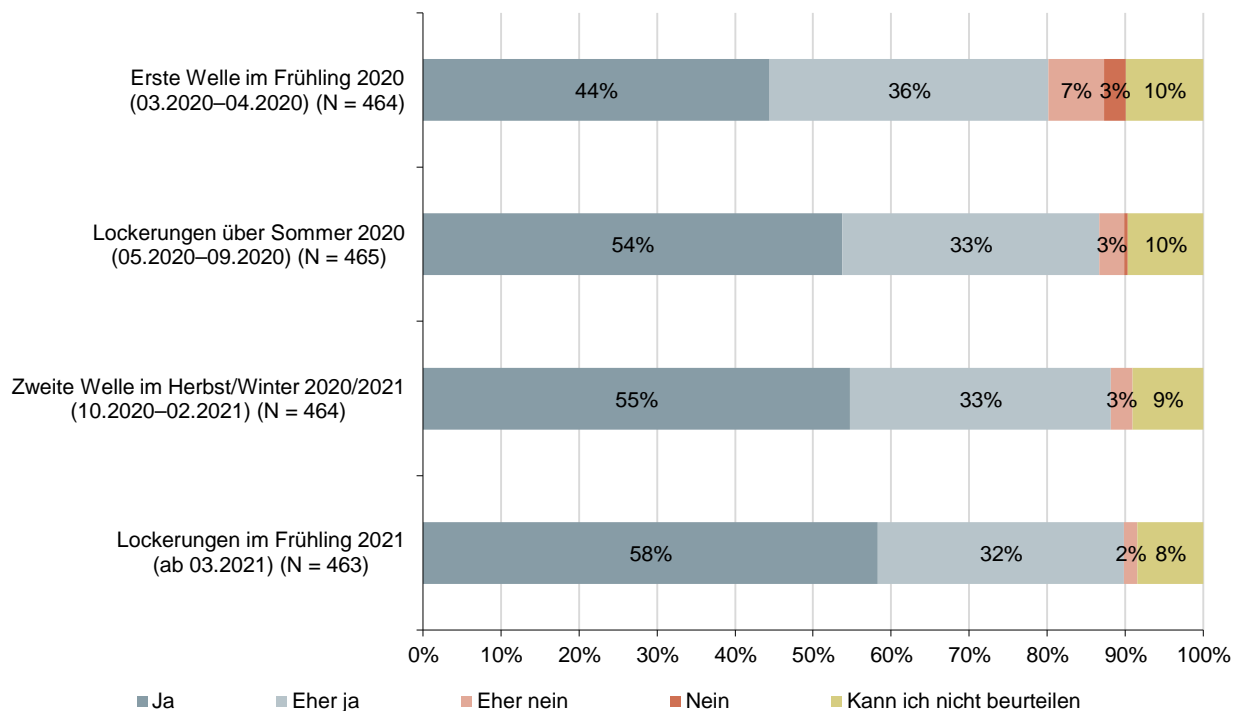 Erste Welle im Frühling 2020
(03.2020–04.2020) (N = 464)
44% 36% 7% 3% 10%
Lockerungen über Sommer 2020
(05.2020–09.2020) (N = 465)
54% 33% 3% 10%
Zweite Welle im Herbst/Winter 2020/2021
(10.2020–02.2021) (N = 464)
55% 33% 3% 9%
Lockerungen im Frühling 2021
(ab 03.2021) (N = 463)
58% 32% 2% 8%
0% 10% 20% 30% 40% 50% 60% 70% 80% 90% 100%
Ja Eher ja Eher nein Nein Kann ich nicht beurteilen